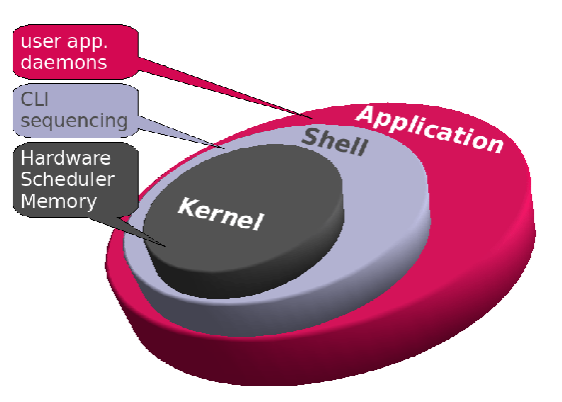 user app.
daemons
CLI
sequencing
Hardware
Scheduler
Memory
Application
Shell
Kernel